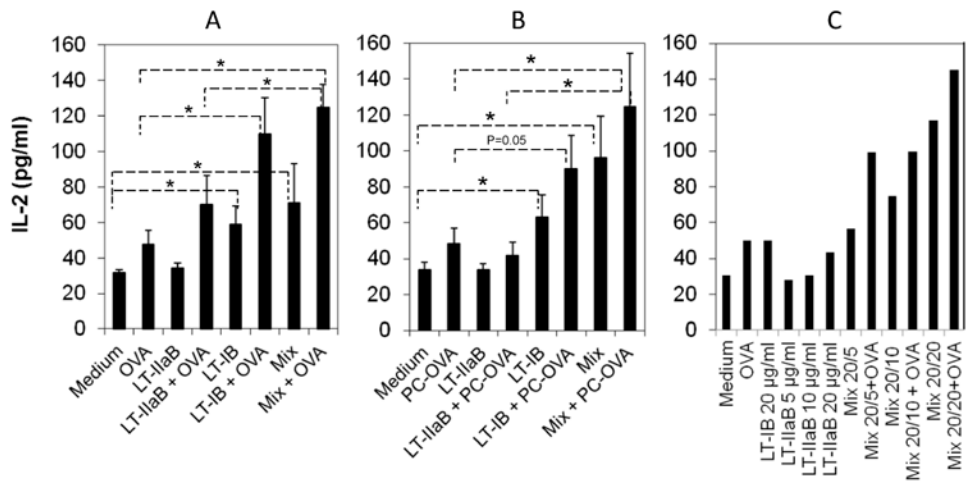 A
B
C
IL-2 (pg/ml)
160
140
120
100
80
60
40
20
0
*
*
*
*
*
Medium
OVA
LT-IIaB
LT-IIaB + OVA
LT-IB
LT-IB + OVA
Mix
Mix + OVA
160
140
120
100
80
60
40
20
0
*
*
*
P=0.05
*
Medium
PC-OVA
LT-IIaB
LT-IIaB + PC-OVA
LT-IB
LT-IB + PC-OVA
Mix
Mix + PC-OVA
160
140
120
100
80
60
40
20
0
Medium
OVA
LT-IB 20 µg/ml
LT-IIaB 5 µg/ml
LT-IIaB 10 µg/ml
LT-IIaB 20 µg/ml
Mix 20/5
Mix 20/5+OVA
Mix 20/10
Mix 20/10 + OVA
Mix 20/20
Mix 20/20+OVA